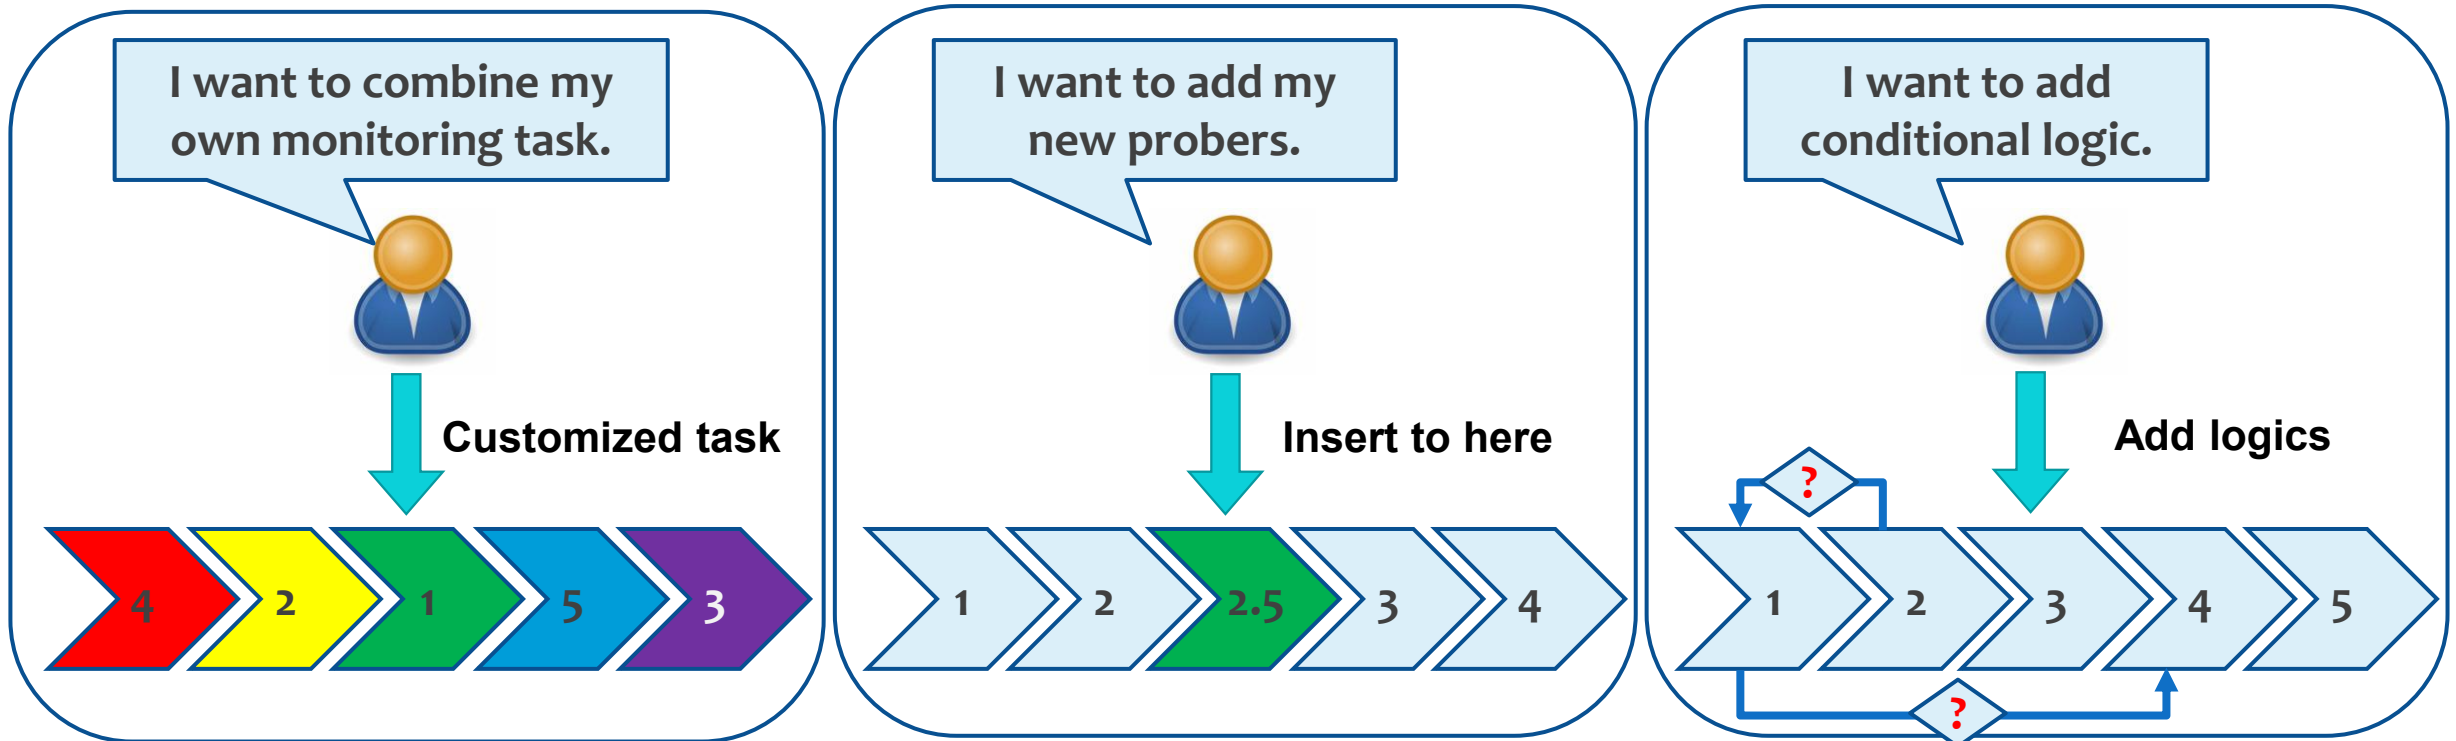 I want to combine my
own monitoring task.
Customized task
4 2 1 5 3
I want to add my
new probers.
Insert to here
1 2 2.5 3 4
I want to add
conditional logic.
Add logics
?
1 2 3 4 5
?